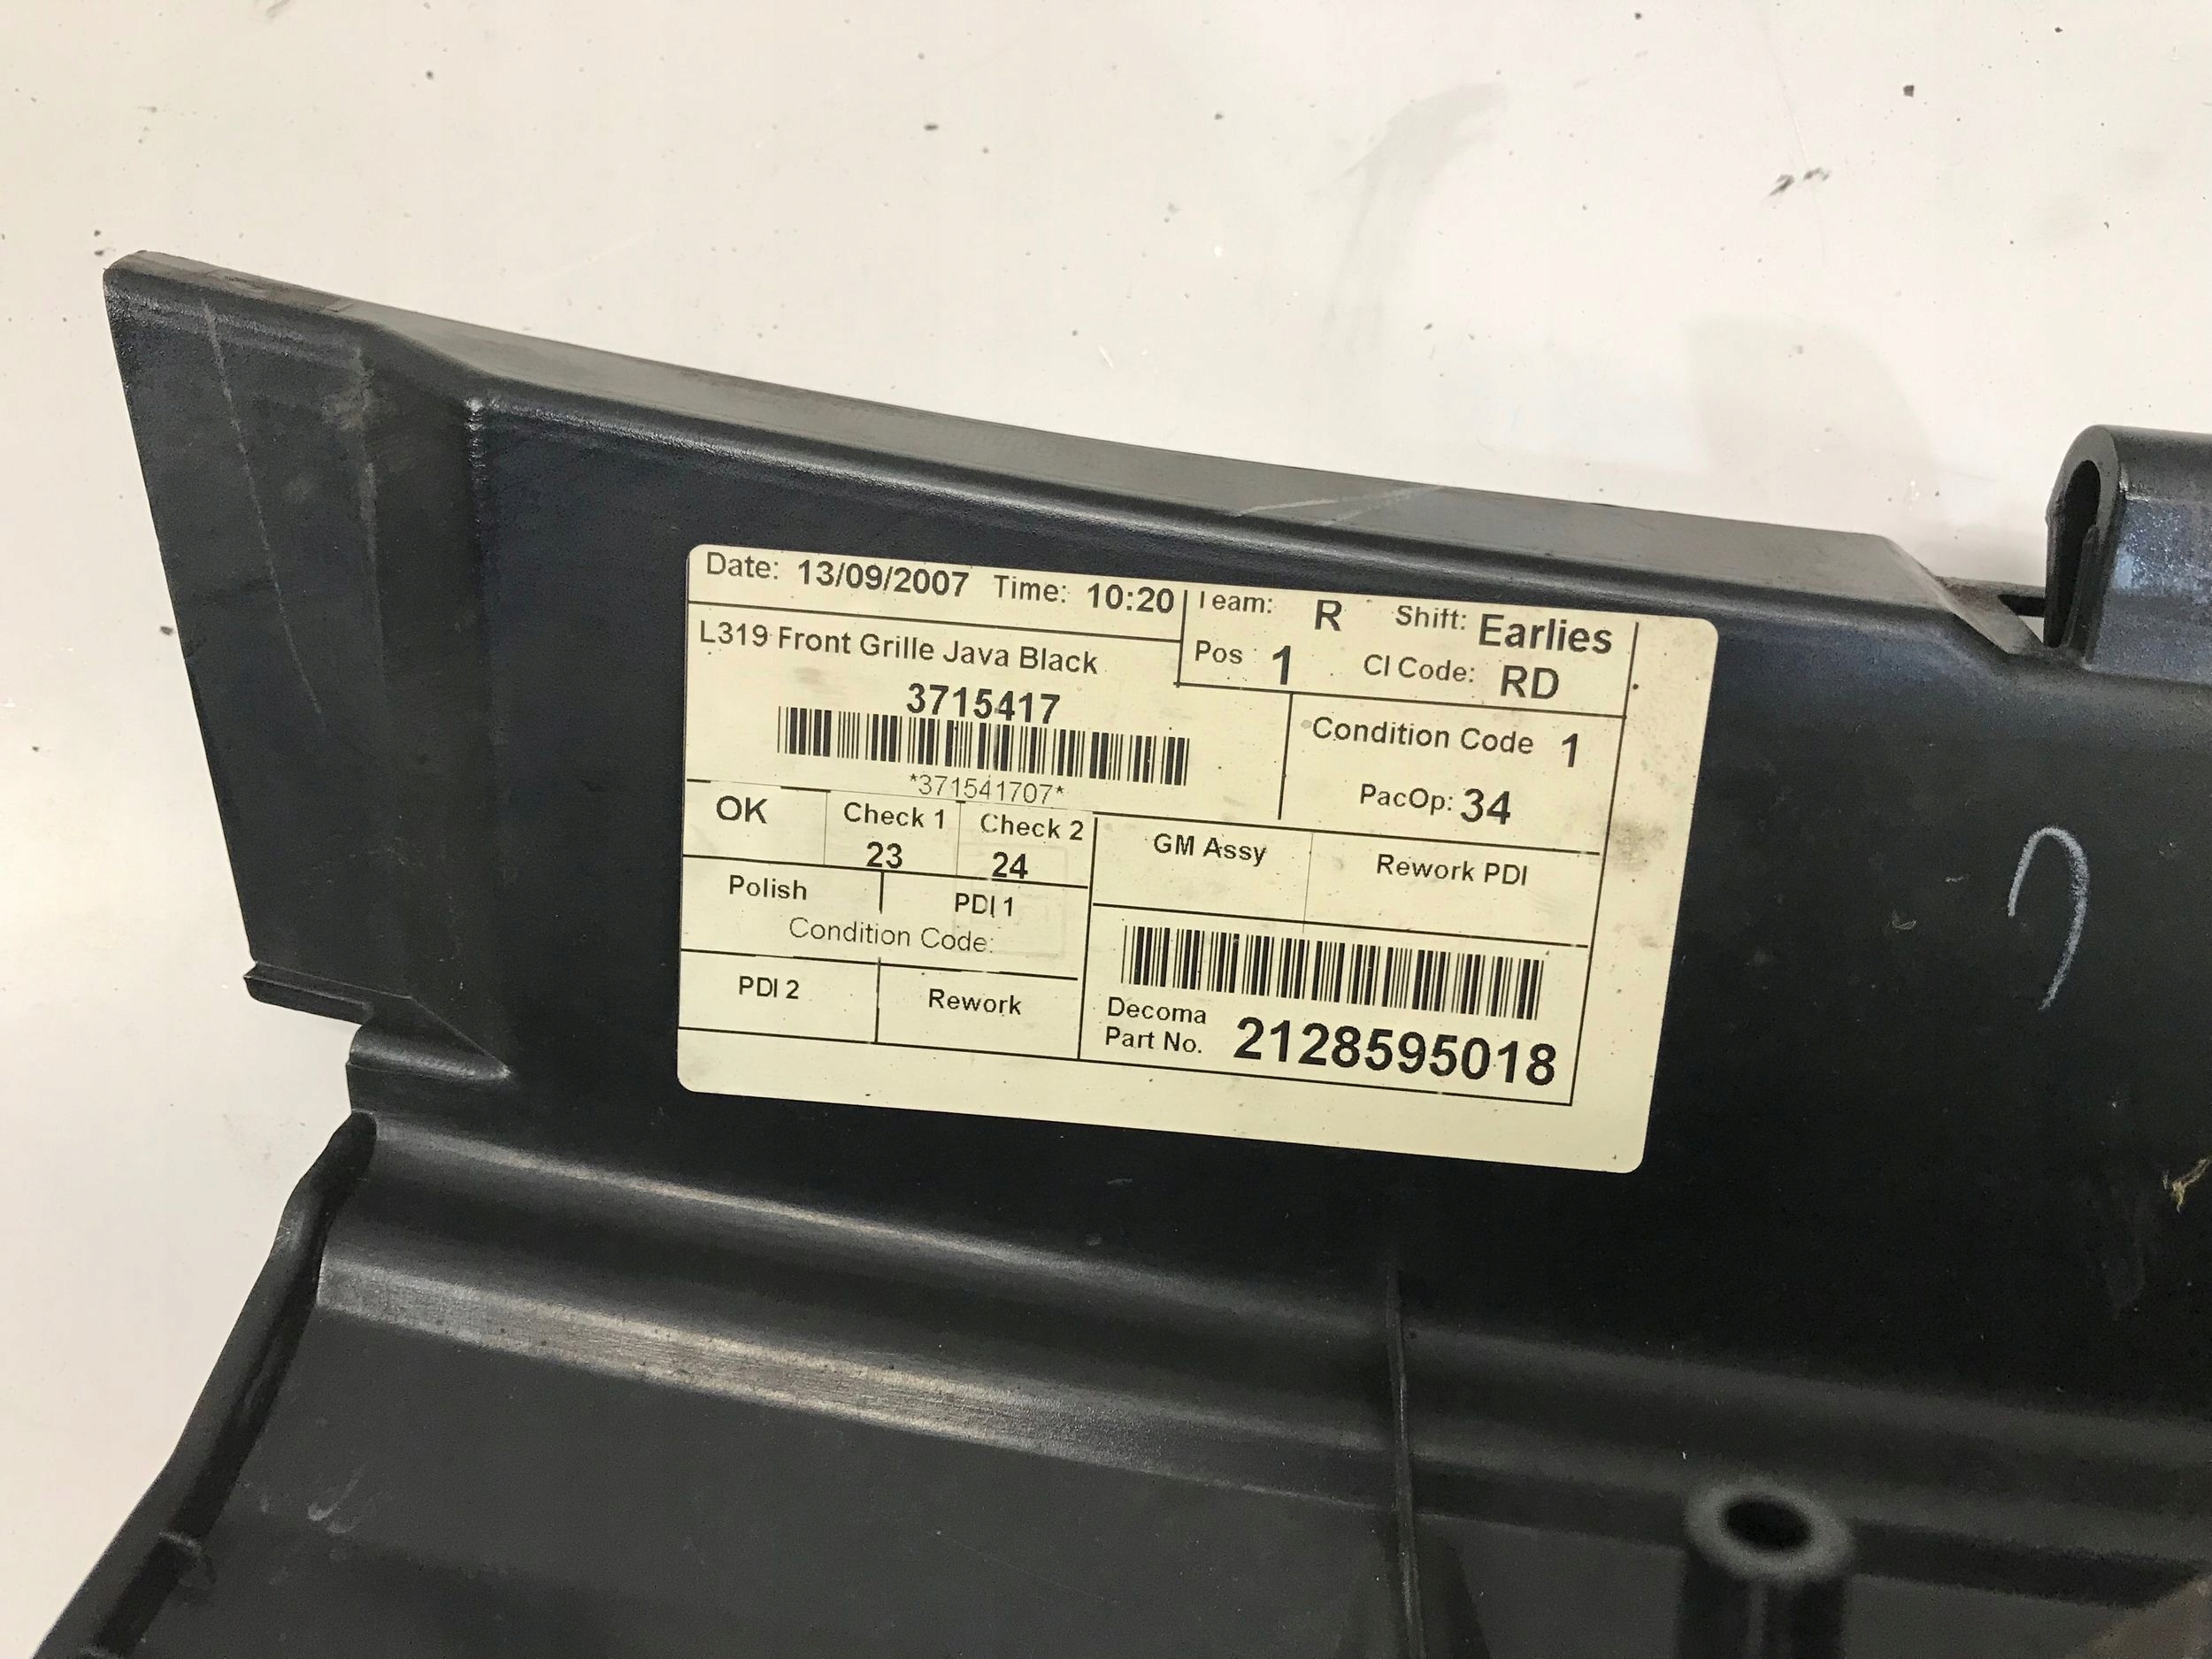 Date: 13/09/2007 Time: 10:20
Team: R Shift: Earlies
Pos : 1 CI Code: RD
L319 Front Grille Java Black
3715417
*371541707*
Condition Code 1
PacOp: 34
OK
Check 1
23
Check 2
24
GM Assy
Rework PDI
Polish
PDI 1
Condition Code:
PDI 2
Rework
Decoma
Part No. 2128595018